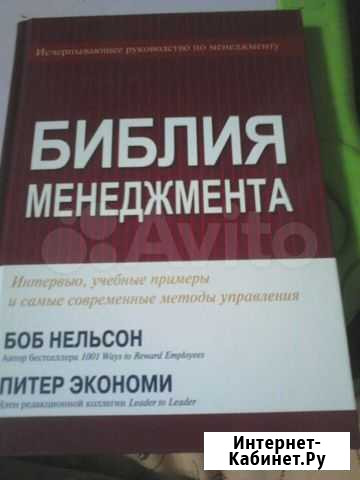 Исчерпывающее руководство по менеджменту
БИБЛИЯ
МЕНЕДЖМЕНТА
Avito
Интервью, учебные примеры
и самые современные методы управления
БОБ НЕЛЬСОН
Автор бестселлера 1001 Ways to Reward Employees
ПИТЕР ЭКОНОМИ
Член редакционной коллегии Leader to Leader
Интернет-
Кабинет.Ру